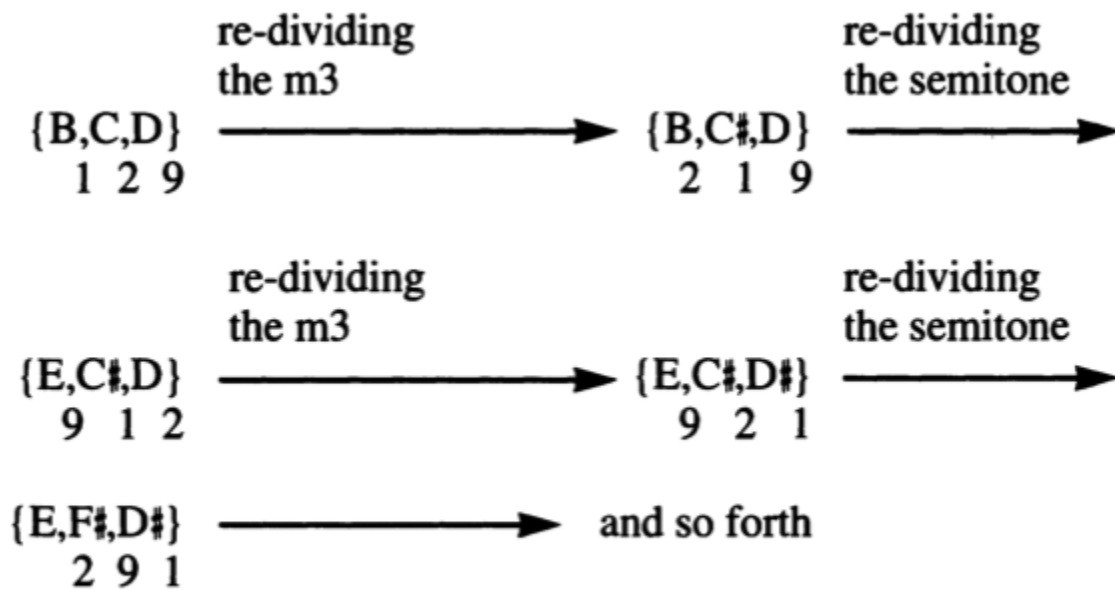 re-dividing the m3 re-dividing the semitone
{B,C,D} {B,C♯,D}
1 2 9 2 1 9
re-dividing the m3 re-dividing the semitone
{E,C♯,D} {E,C♯,D♯}
9 1 2 9 2 1
{E,F♯,D♯} and so forth
2 9 1